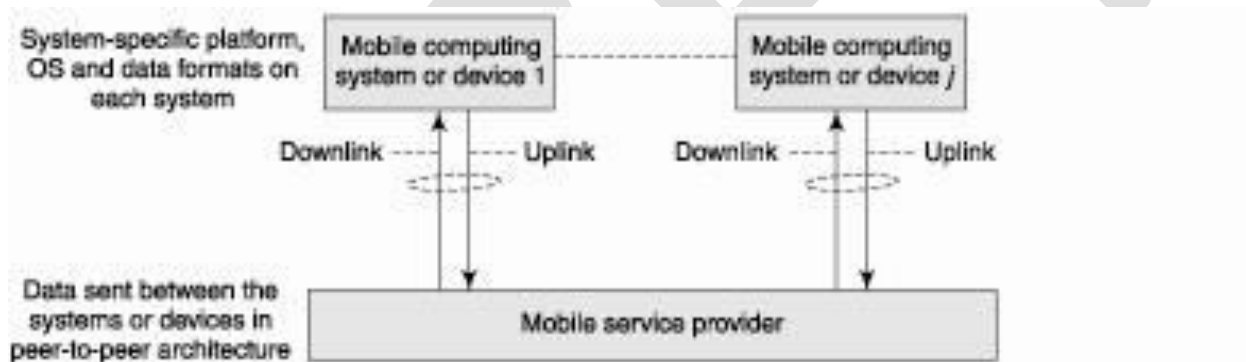 System-specific platform,
OS and data formats on
each system
Mobile computing
system or device 1
Mobile computing
system or device j
Downlink
Uplink
Downlink
Uplink
Data sent between the
systems or devices in
peer-to-peer architecture
Mobile service provider